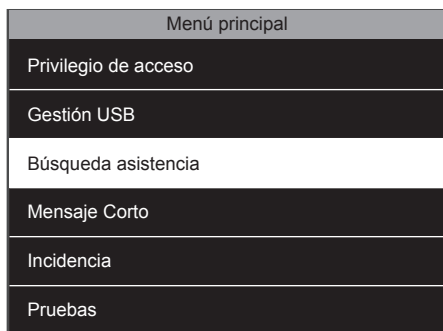 Menú principal
Privilegio de acceso
Gestión USB
Búsqueda asistencia
Mensaje Corto
Incidencia
Pruebas